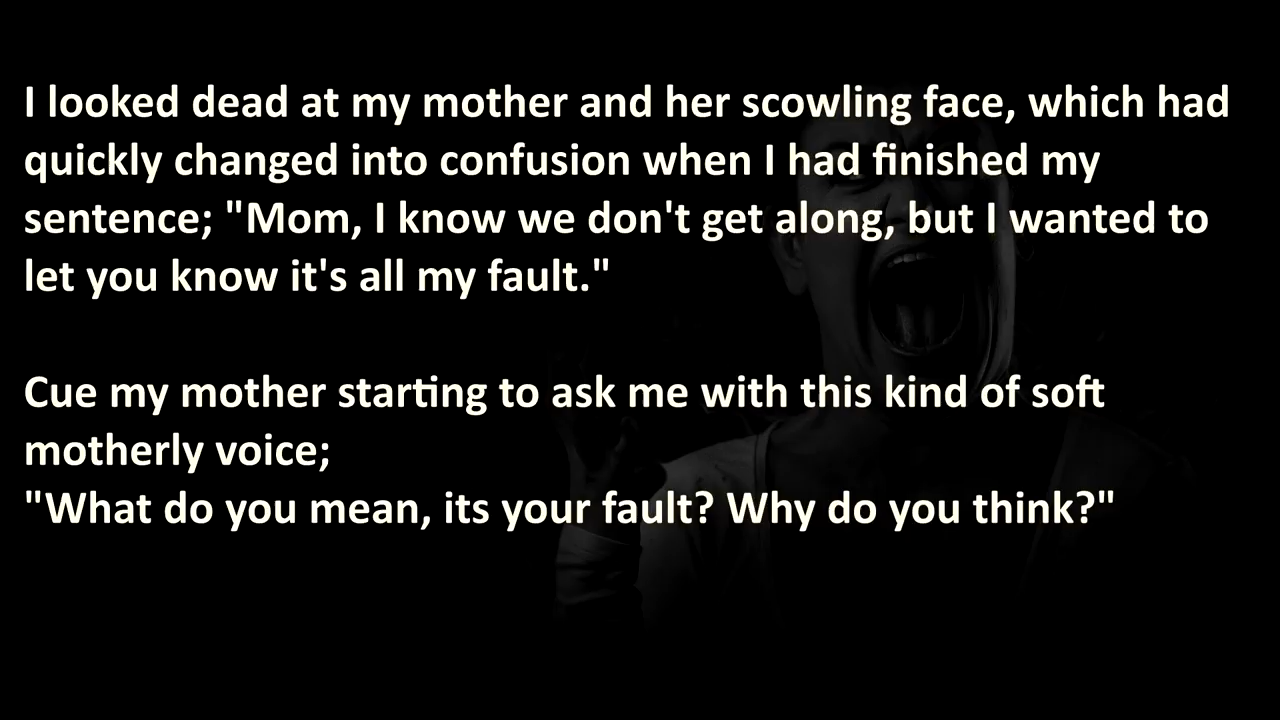 I looked dead at my mother and her scowling face, which had
quickly changed into confusion when I had finished my
sentence; "Mom, I know we don't get along, but I wanted to
let you know it's all my fault."
Cue my mother starting to ask me with this kind of soft
motherly voice;
"What do you mean, its your fault? Why do you think?"